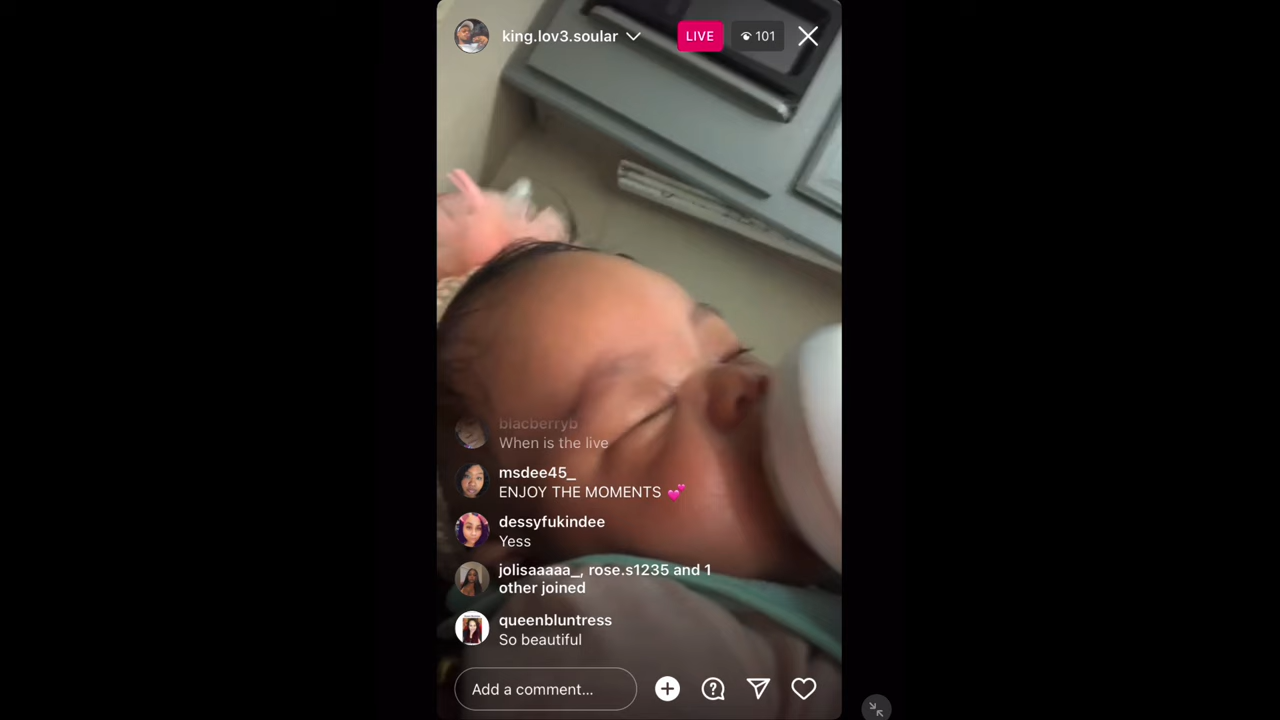 king.lov3.soular
LIVE
101
blacberryb
When is the live
msdee45_
ENJOY THE MOMENTS 💕
dessyfukindee
Yess
jolisaaaaa_, rose.s1235 and 1
other joined
queenbluntress
So beautiful
Add a comment...